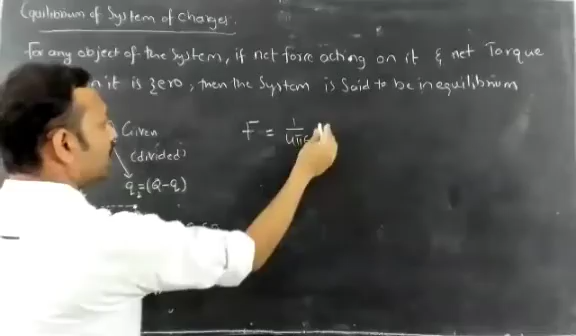 Equilibrium of System of Charges.
For any object of the System, if net force acting on it & net Torque
on it is Zero, then the System is Said to be in equilibrium
Given
(divided)
q₂=(Q-q)
F = 1/4π